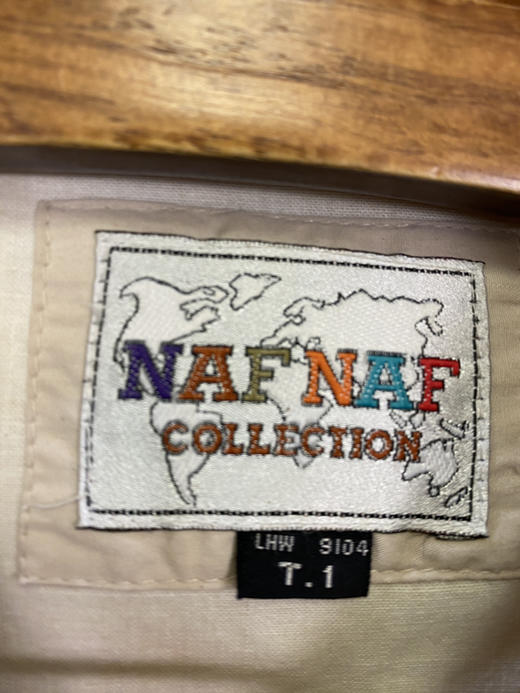 NAF NAF
COLLECTION
LHW 9104
T.1